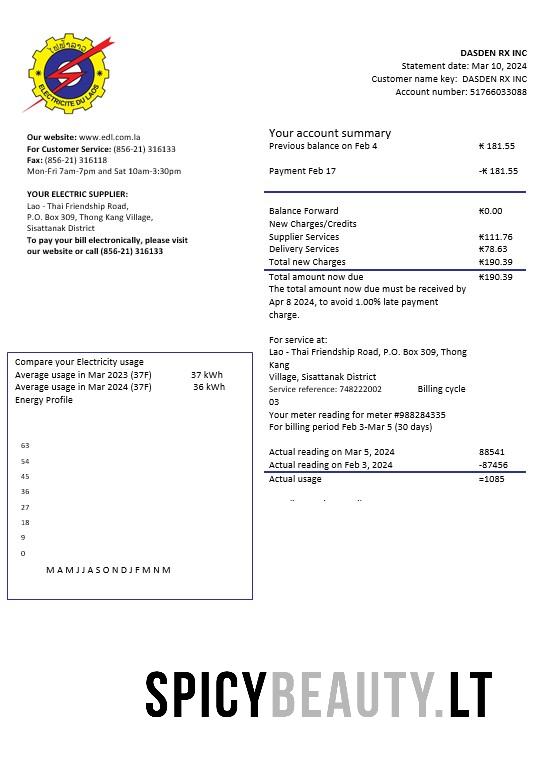 ໄຟຟ້າລາວ
ELECTRICITE DU LAOS
DASDEN RX INC
Statement date: Mar 10, 2024
Customer name key: DASDEN RX INC
Account number: 51766033088
Our website: www.edl.com.la
For Customer Service: (856-21) 316133
Fax: (856-21) 316118
Mon-Fri 7am-7pm and Sat 10am-3:30pm
YOUR ELECTRIC SUPPLIER:
Lao - Thai Friendship Road,
P.O. Box 309, Thong Kang Village,
Sisattanak District
To pay your bill electronically, please visit
our website or call (856-21) 316133
Your account summary
Previous balance on Feb 4 ₭ 181.55
Payment Feb 17 -₭ 181.55
Balance Forward ₭0.00
New Charges/Credits
Supplier Services ₭111.76
Delivery Services ₭78.63
Total new Charges ₭190.39
Total amount now due ₭190.39
The total amount now due must be received by
Apr 8 2024, to avoid 1.00% late payment
charge.
For service at:
Lao - Thai Friendship Road, P.O. Box 309, Thong
Kang
Village, Sisattanak District
Service reference: 748222002 Billing cycle
03
Your meter reading for meter #988284335
For billing period Feb 3-Mar 5 (30 days)
Actual reading on Mar 5, 2024 88541
Actual reading on Feb 3, 2024 -87456
Actual usage =1085
Compare your Electricity usage
Average usage in Mar 2023 (37F) 37 kWh
Average usage in Mar 2024 (37F) 36 kWh
Energy Profile
63
54
45
36
27
18
9
0
M A M J J A S O N D J F M N M
SPICYBEAUTY.LT